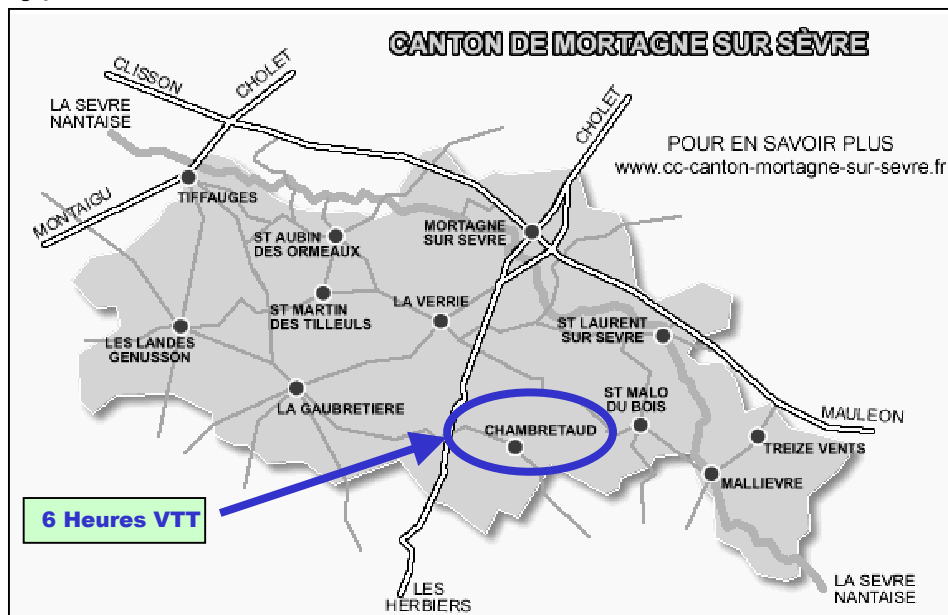 CANTON DE MORTAGNE SUR SÈVRE
CLISSON
CHOLET
LA SEVRE
NANTAISE
CHOLET
POUR EN SAVOIR PLUS
www.cc-canton-mortagne-sur-sevre.fr
MONTAIGU
TIFFAUGES
ST AUBIN
DES ORMEAUX
MORTAGNE
SUR SEVRE
ST MARTIN
DES TILLEULS
LA VERRIE
ST LAURENT
SUR SEVRE
LES LANDES
GENUSSON
LA GAUBRETIERE
ST MALO
DU BOIS
MAULEON
CHAMBRETAUD
TREIZE VENTS
MALLIEVRE
6 Heures VTT
LES
HERBIERS
LA SEVRE
NANTAISE